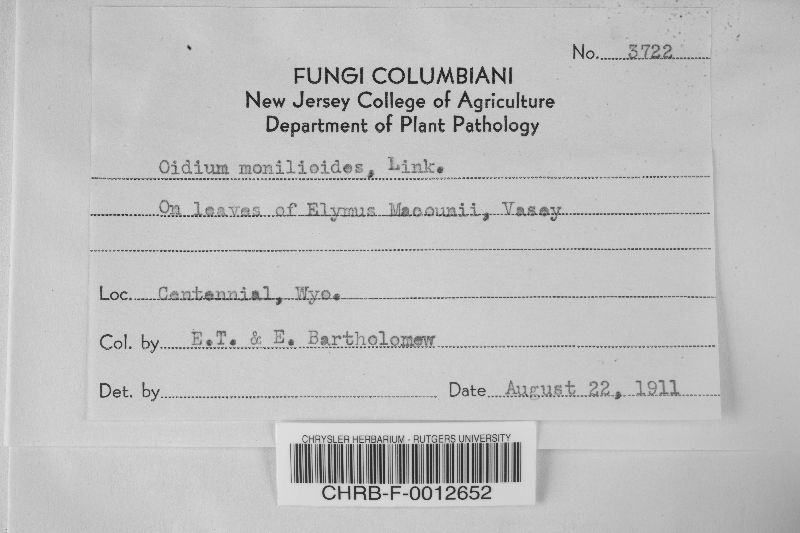 No. 3722
FUNGI COLUMBIANI
New Jersey College of Agriculture
Department of Plant Pathology
Oidium monilioides, Link.
On leaves of Elymus Macounii, Vasey
Loc. Centennial, Wyo.
Col. by E.T. & E. Bartholomew
Det. by
Date August 22, 1911
CHRYSLER HERBARIUM - RUTGERS UNIVERSITY
CHRB-F-0012652